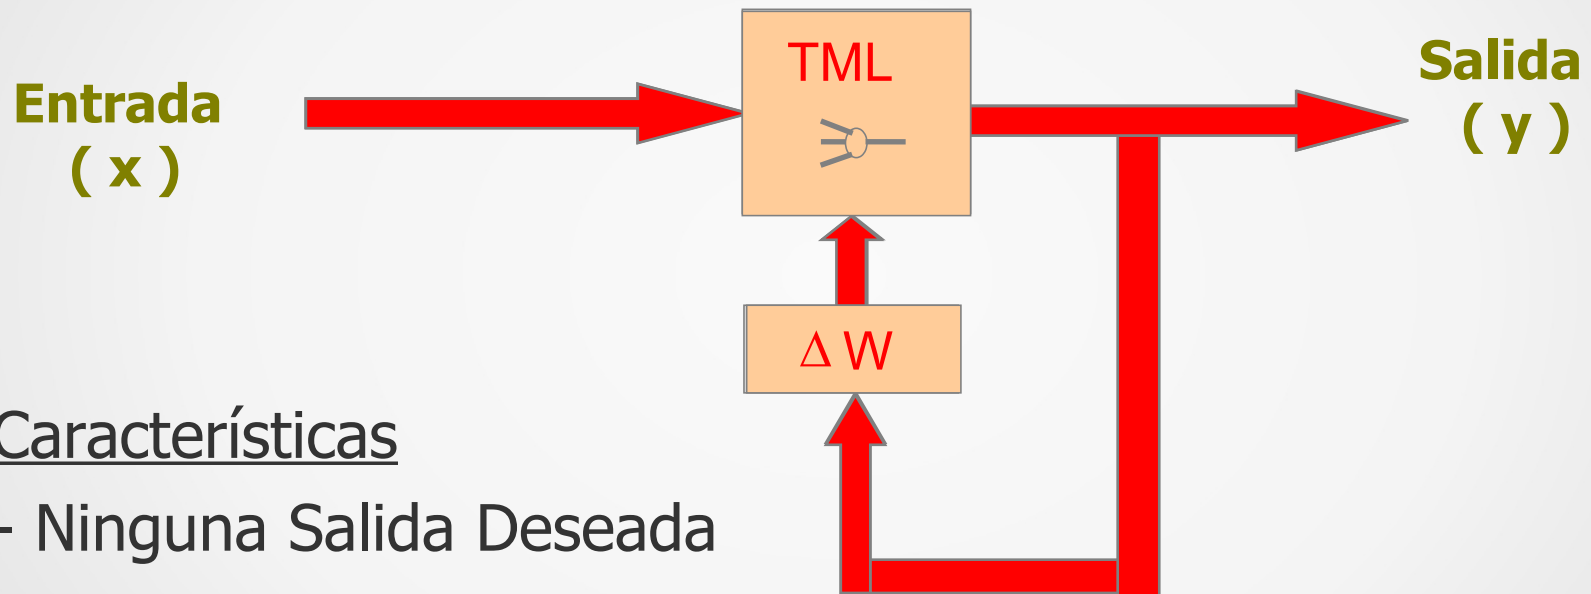 Entrada
( x )
TML
Salida
( y )
Δ W
Características
- Ninguna Salida Deseada